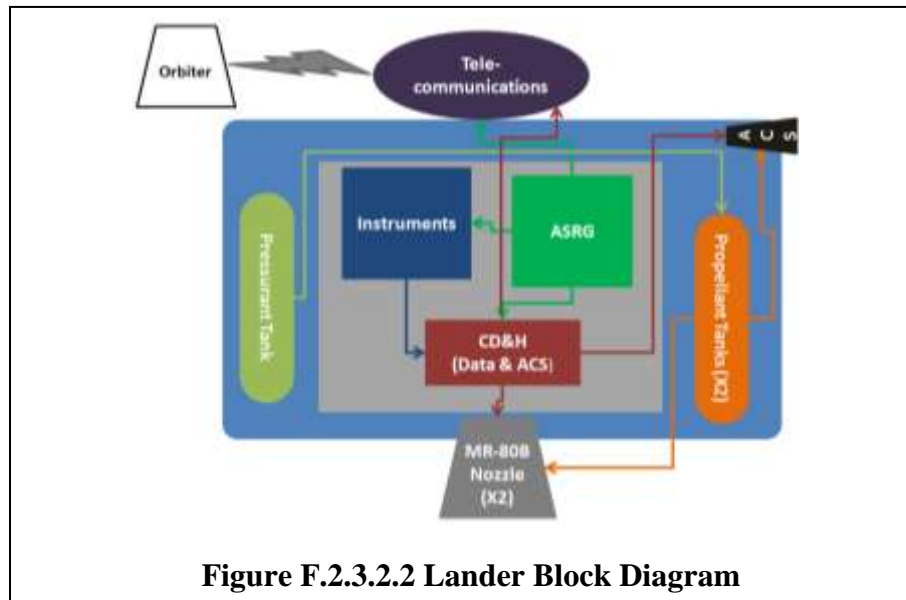 Orbiter
Tele-
communications
A C S
Instruments
ASRG
Pressurant Tank
Propellant Tanks (X2)
CD&H
(Data & ACS)
MR-80B
Nozzle
(X2)
Figure F.2.3.2.2 Lander Block Diagram